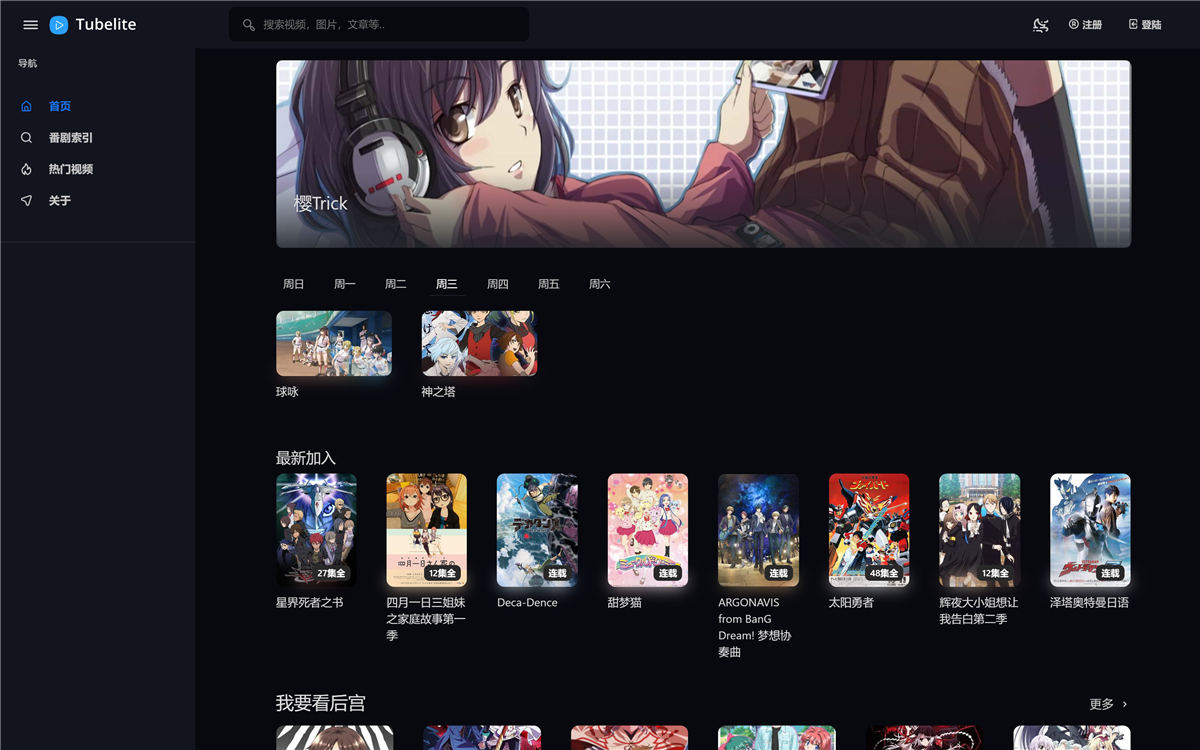 Tubelite
搜索视频，图片，文章等..
注册
登陆
导航
首页
番剧索引
热门视频
关于
樱Trick
周日
周一
周二
周三
周四
周五
周六
球咏
神之塔
最新加入
27集全
12集全
连载
连载
连载
48集全
12集全
连载
星界死者之书
四月一日三姐妹
之家庭故事第一
季
Deca-Dence
甜梦猫
ARGONAVIS
from BanG
Dream! 梦想协
奏曲
太阳勇者
辉夜大小姐想让
我告白第二季
泽塔奥特曼日语
我要看后宫
更多